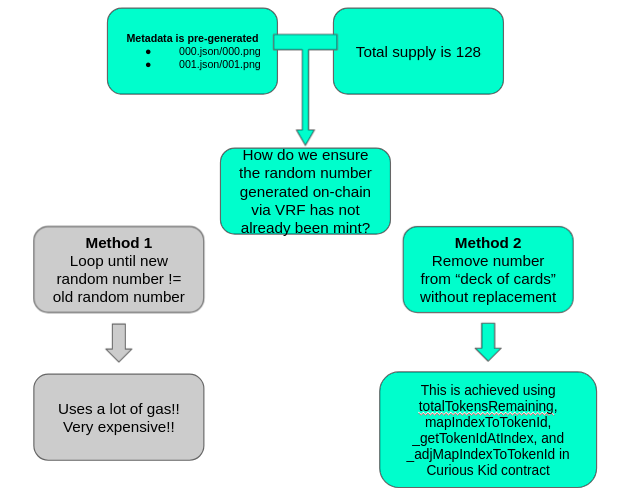 Metadata is pre-generated
● 000.json/000.png
● 001.json/001.png
Total supply is 128
How do we ensure
the random number
generated on-chain
via VRF has not
already been mint?
Method 1
Loop until new
random number !=
old random number
Method 2
Remove number
from “deck of cards”
without replacement
Uses a lot of gas!!
Very expensive!!
This is achieved using
totalTokensRemaining,
mapIndexToTokenId,
_getTokenIdAtIndex, and
_adjMapIndexToTokenId in
Curious Kid contract